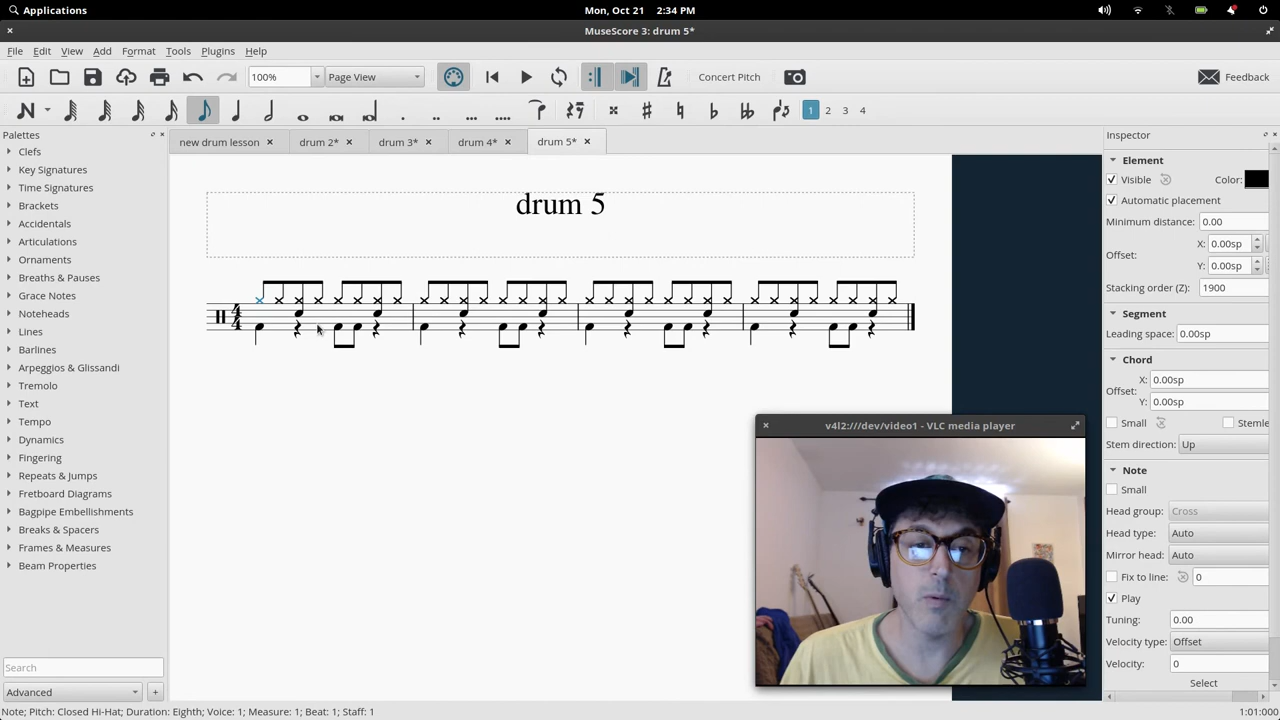 Applications
Mon, Oct 21 2:34 PM
MuseScore 3: drum 5*
File Edit View Add Format Tools Plugins Help
100% Page View Concert Pitch Feedback
N 1 2 3 4
Palettes
new drum lesson drum 2* drum 3* drum 4* drum 5*
Inspector
Clefs
Key Signatures
Time Signatures
Brackets
Accidentals
Articulations
Ornaments
Breaths & Pauses
Grace Notes
Noteheads
Lines
Barlines
Arpeggios & Glissandi
Tremolo
Text
Tempo
Dynamics
Fingering
Repeats & Jumps
Fretboard Diagrams
Bagpipe Embellishments
Breaks & Spacers
Frames & Measures
Beam Properties
Search
Advanced +
drum 5
4
4
v4l2:///dev/video1 - VLC media player
Element
Visible Color:
Automatic placement
Minimum distance: 0.00
Offset: X: 0.00sp
Y: 0.00sp
Stacking order (Z): 1900
Segment
Leading space: 0.00sp
Chord
Offset: X: 0.00sp
Y: 0.00sp
Small Stemle
Stem direction: Up
Note
Small
Head group: Cross
Head type: Auto
Mirror head: Auto
Fix to line: 0
Play
Tuning: 0.00
Velocity type: Offset
Velocity: 0
Select
Note; Pitch: Closed Hi-Hat; Duration: Eighth; Voice: 1; Measure: 1; Beat: 1; Staff: 1
1:01:000